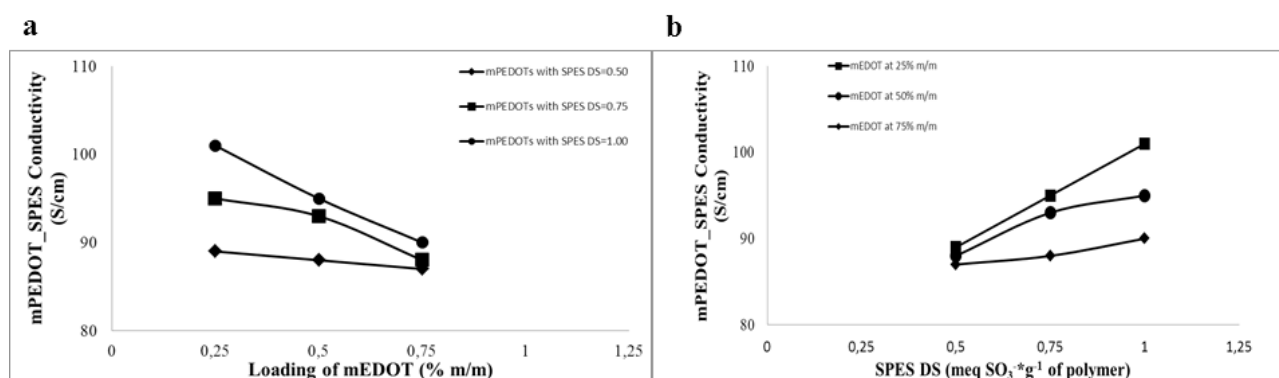 a
mPEDOT_SPES Conductivity
(S/cm)
110
100
90
80
0
0,25
0,5
0,75
1
1,25
Loading of mEDOT (% m/m)
mPEDOTs with SPES DS=0.50
mPEDOTs with SPES DS=0.75
mPEDOTs with SPES DS=1.00
b
mPEDOT_SPES Conductivity
(S/cm)
110
100
90
80
0
0,25
0,5
0,75
1
1,25
SPES DS (meq SO₃⁻*g⁻¹ of polymer)
mEDOT at 25% m/m
mEDOT at 50% m/m
mEDOT at 75% m/m